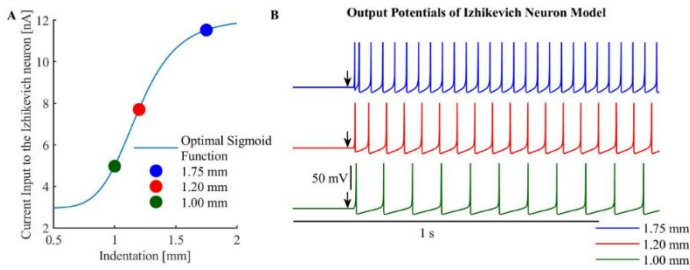 A
Current Input to the Izhikevich neuron [nA]
12
10
8
6
4
2
0.5
1
1.5
2
Indentation [mm]
Optimal Sigmoid
Function
1.75 mm
1.20 mm
1.00 mm
B
Output Potentials of Izhikevich Neuron Model
50 mV
1 s
1.75 mm
1.20 mm
1.00 mm